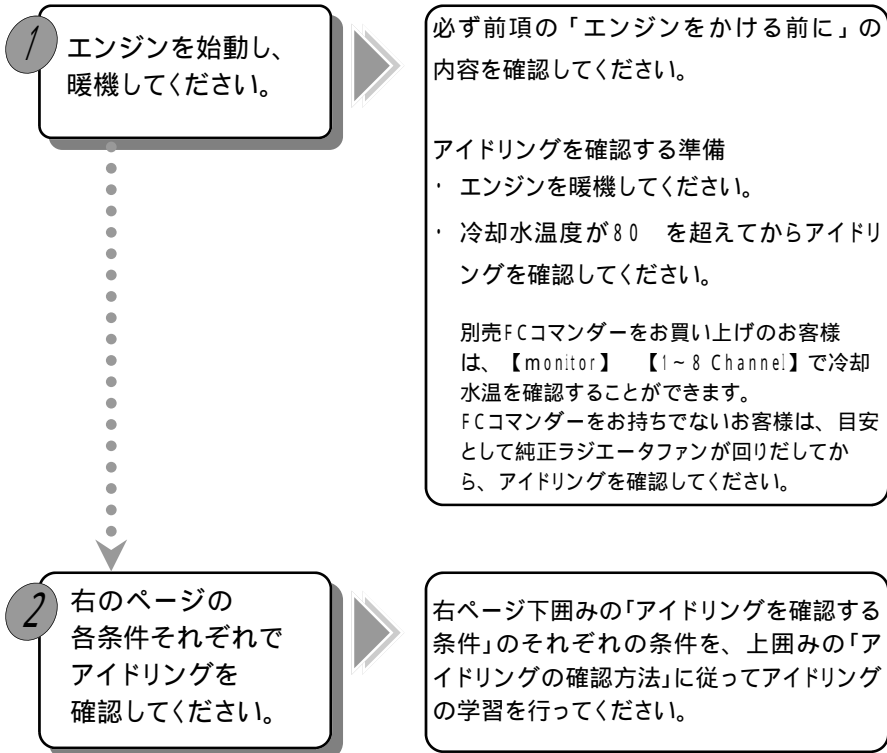 1
エンジンを始動し、
暖機してください。
必ず前項の「エンジンをかける前に」の
内容を確認してください。
アイドリングを確認する準備
・ エンジンを暖機してください。
・ 冷却水温度が80　を超えてからアイドリ
ングを確認してください。
別売FCコマンダーをお買い上げのお客様
は、【monitor】　【1~8 Channel】で冷却
水温を確認することができます。
FCコマンダーをお持ちでないお客様は、目安
として純正ラジエータファンが回りだしてか
ら、アイドリングを確認してください。
2
右のページの
各条件それぞれで
アイドリングを
確認してください。
右ページ下囲みの「アイドリングを確認する
条件」のそれぞれの条件を、上囲みの「ア
イドリングの確認方法」に従ってアイドリング
の学習を行ってください。